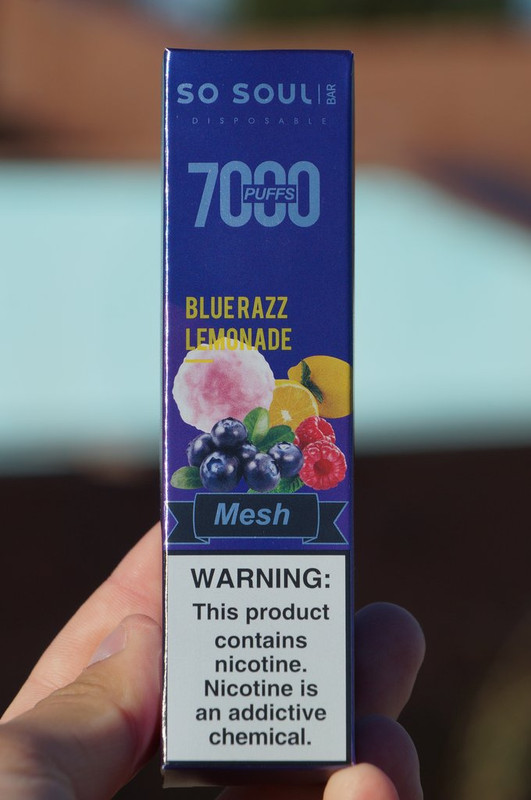 SO SOUL | BAR
DISPOSABLE
7000
PUFFS
BLUE RAZZ
LEMONADE
Mesh
WARNING:
This product
contains
nicotine.
Nicotine is
an addictive
chemical.